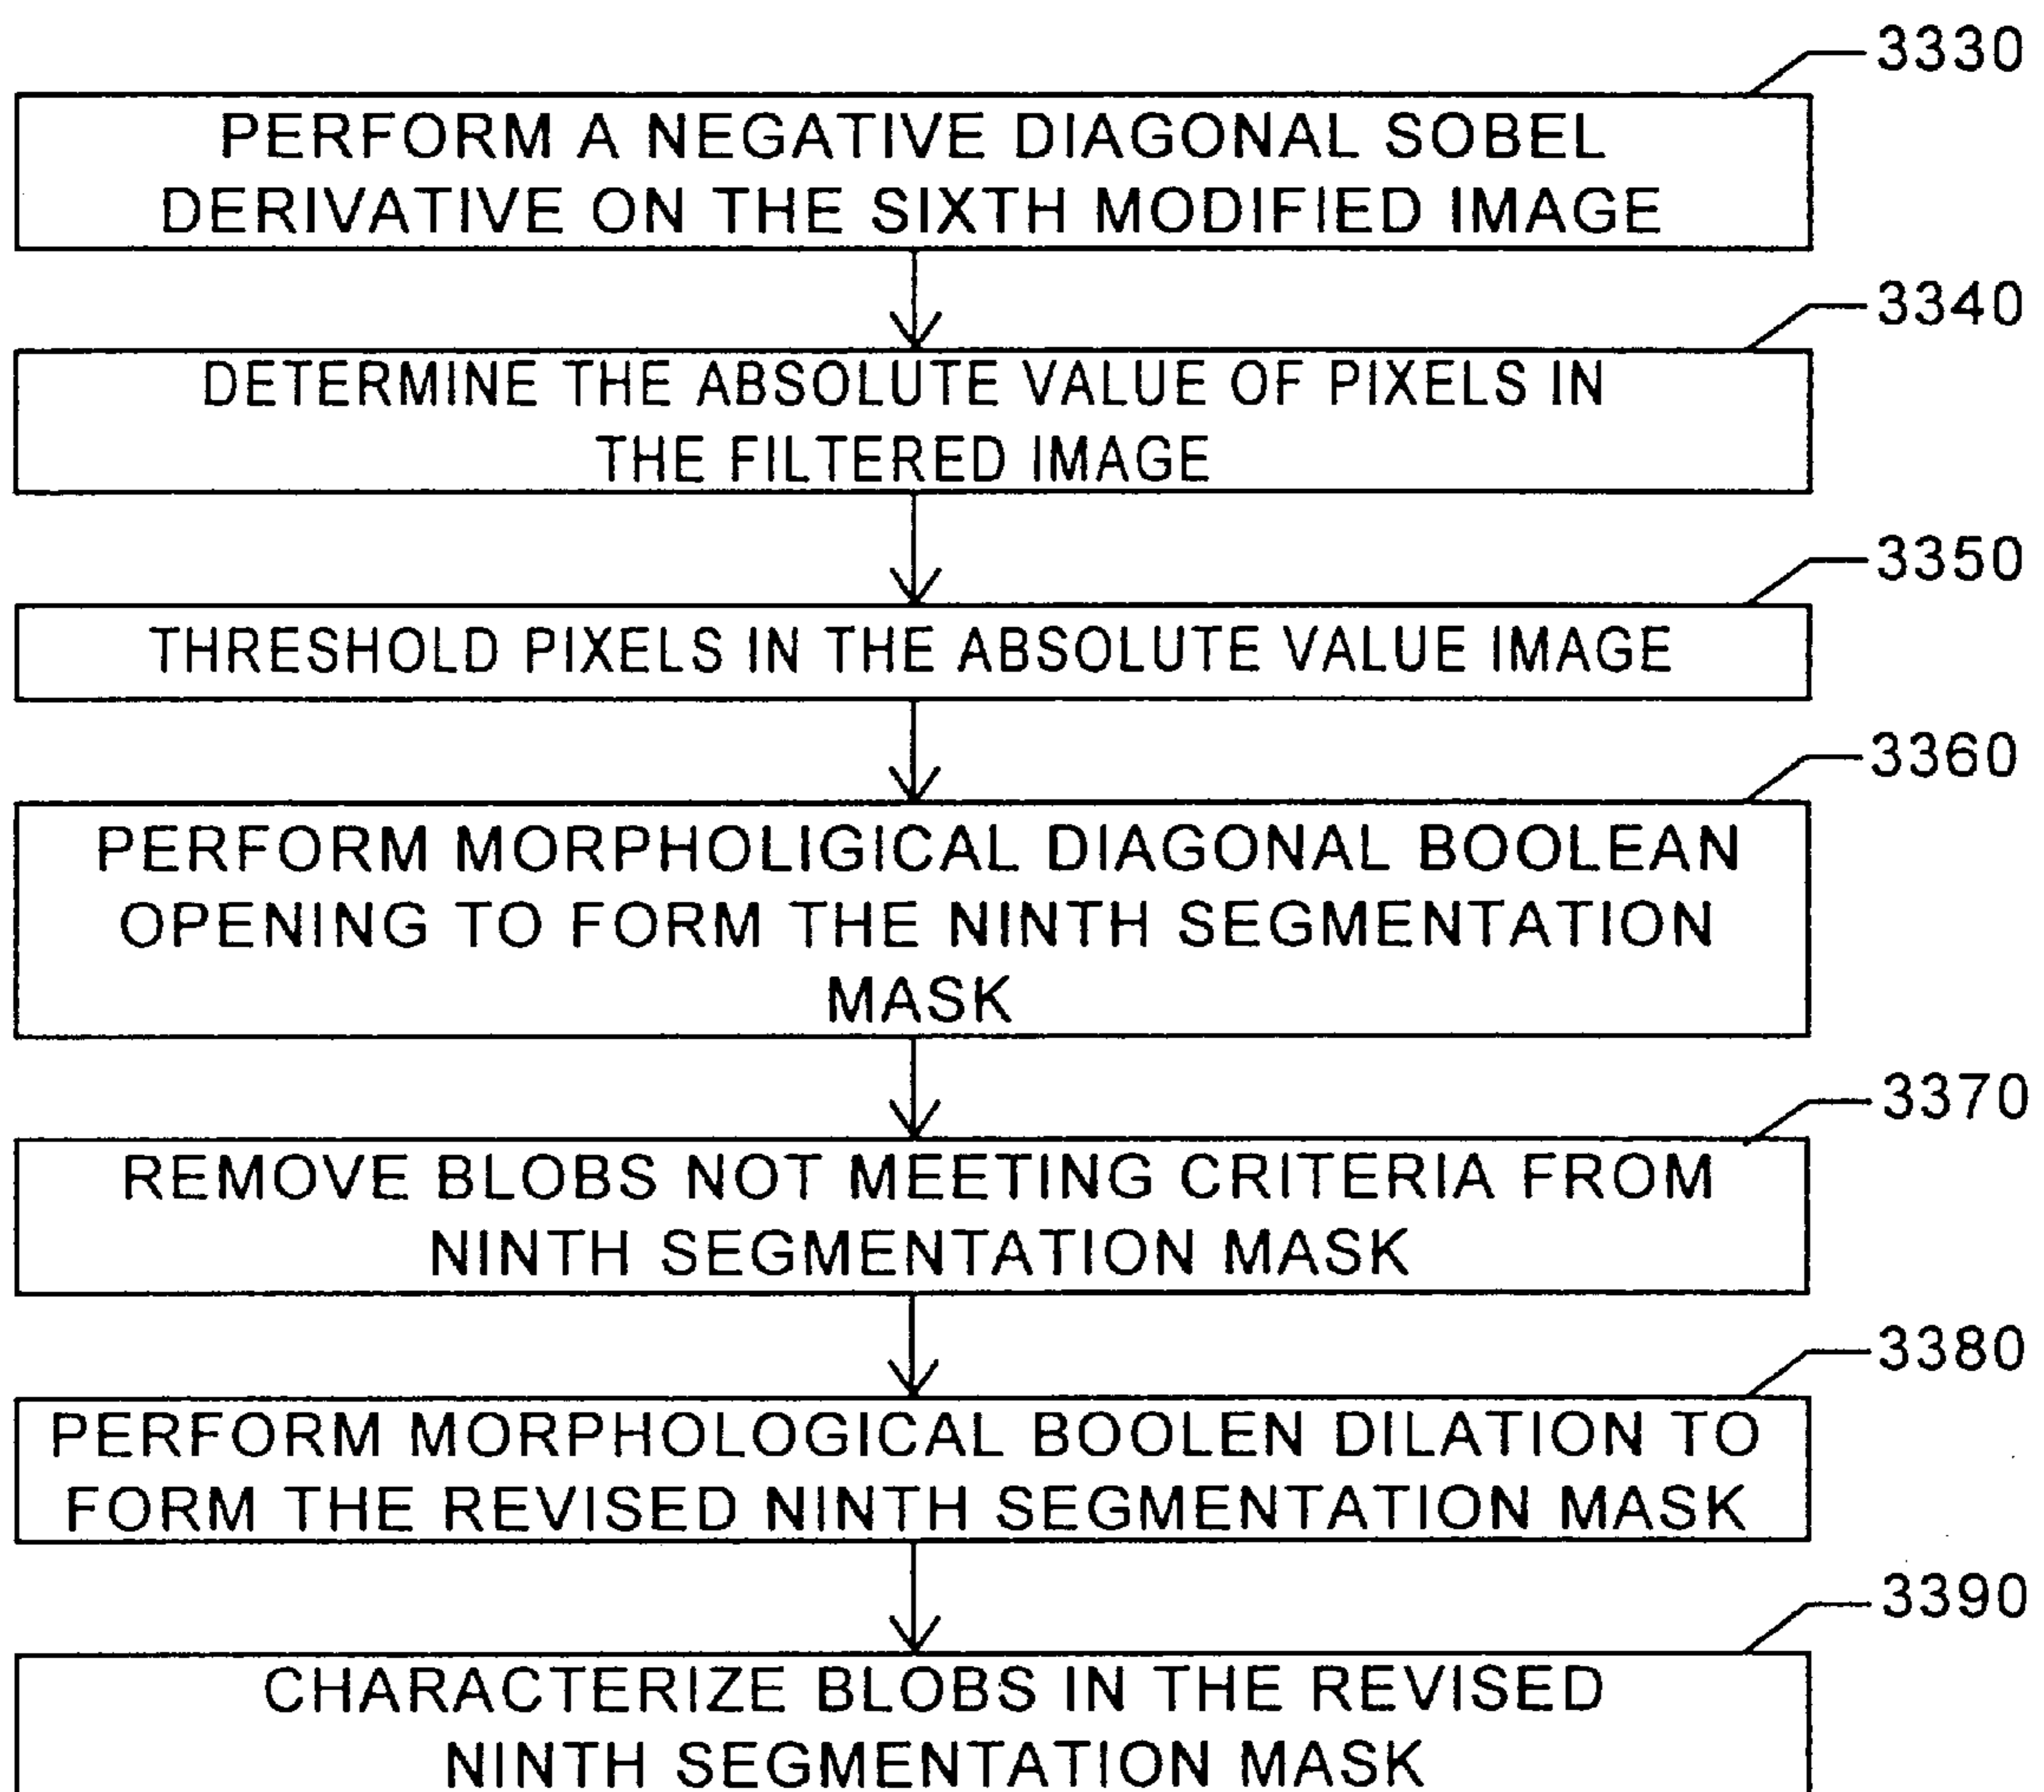 3330
PERFORM A NEGATIVE DIAGONAL SOBEL
DERIVATIVE ON THE SIXTH MODIFIED IMAGE
3340
DETERMINE THE ABSOLUTE VALUE OF PIXELS IN
THE FILTERED IMAGE
3350
THRESHOLD PIXELS IN THE ABSOLUTE VALUE IMAGE
3360
PERFORM MORPHOLIGICAL DIAGONAL BOOLEAN
OPENING TO FORM THE NINTH SEGMENTATION
MASK
3370
REMOVE BLOBS NOT MEETING CRITERIA FROM
NINTH SEGMENTATION MASK
3380
PERFORM MORPHOLOGICAL BOOLEN DILATION TO
FORM THE REVISED NINTH SEGMENTATION MASK
3390
CHARACTERIZE BLOBS IN THE REVISED
NINTH SEGMENTATION MASK